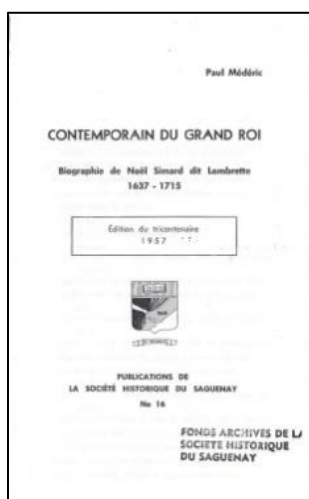 Paul Médéric
CONTEMPORAIN DU GRAND ROI
Biographie de Noël Simard dit Lombrette
1637 - 1715
Edition du tricentenaire
1957
PUBLICATIONS DE
LA SOCIÉTÉ HISTORIQUE DU SAGUENAY
No 16
FONDS ARCHIVES DE LA
SOCIETE HISTORIQUE
DU SAGUENAY